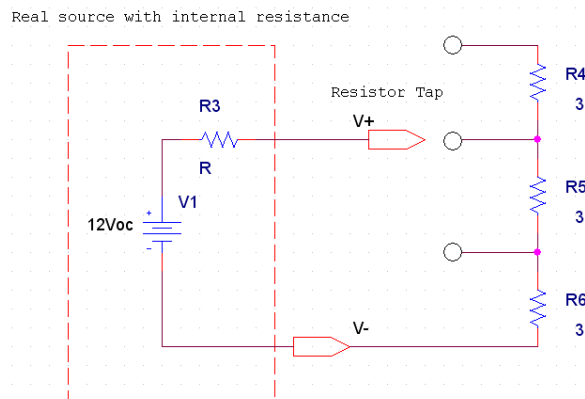 Real source with internal resistance
R4
3
R3
Resistor Tap
V+
R
V1
R5
3
+
12Voc
-
R6
3
V-